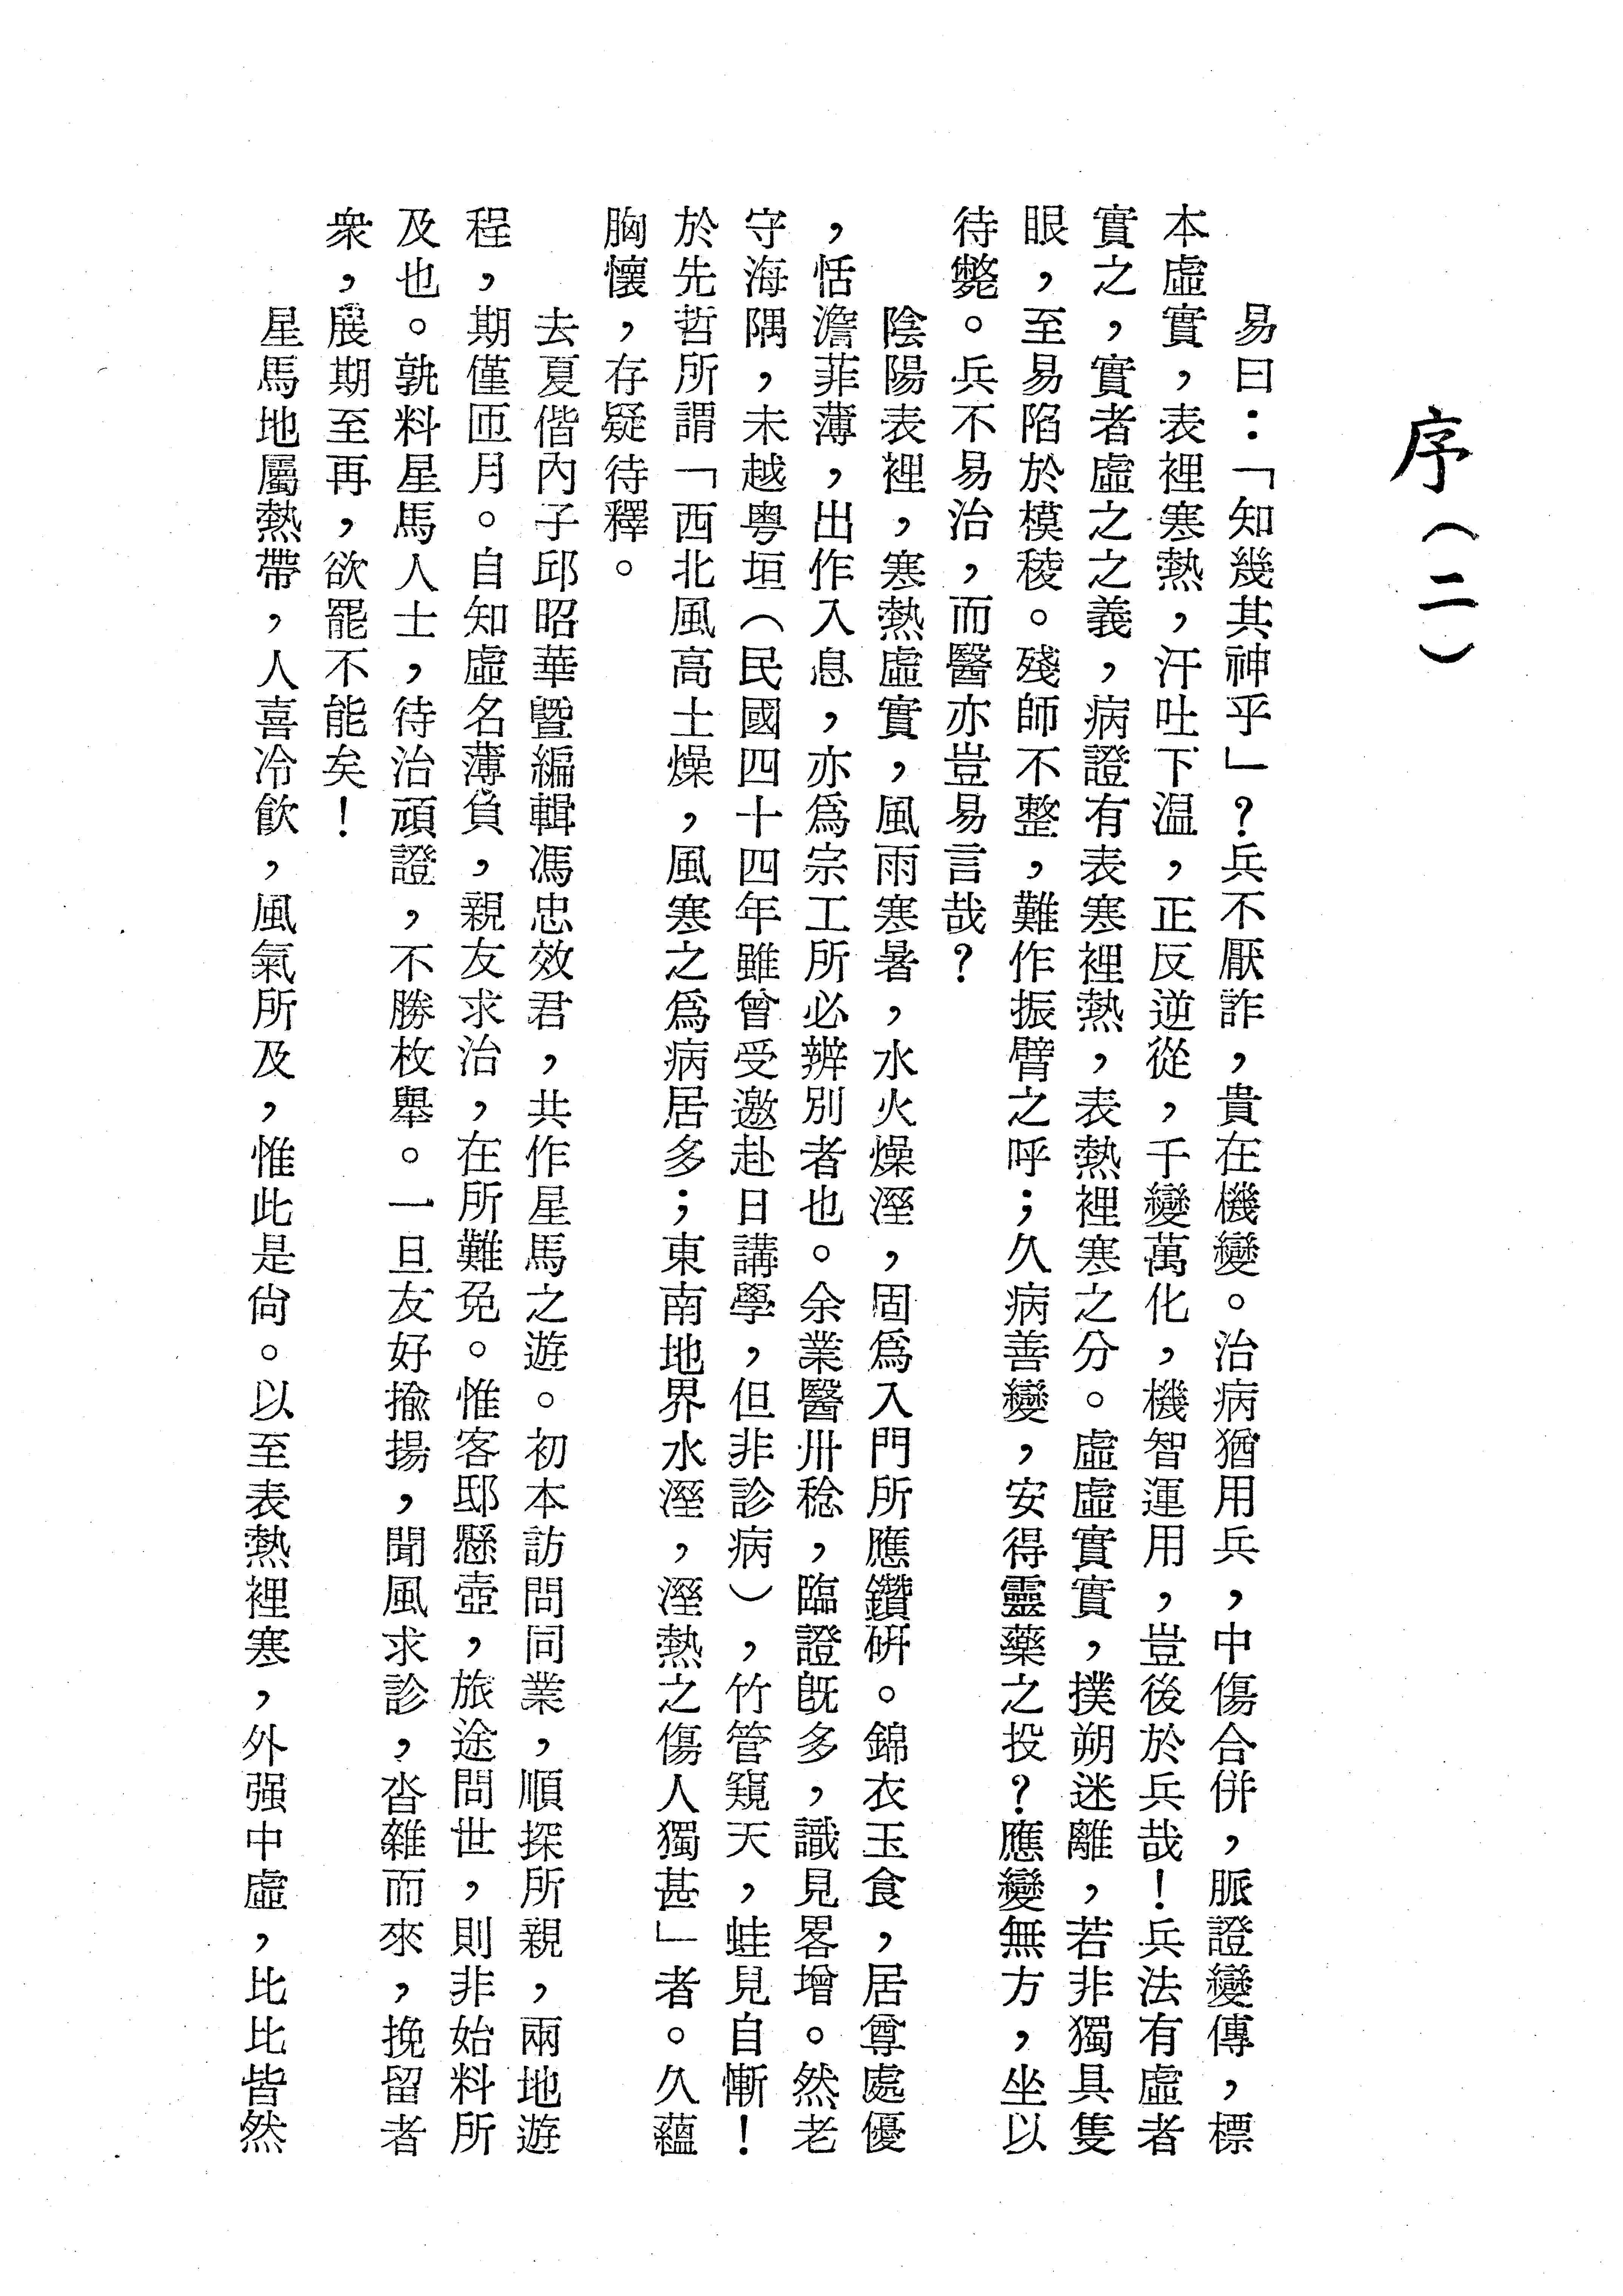 序（二）
易曰：「知幾其神乎」？兵不厭詐，貴在機變。治病猶用兵，中傷合併，脈證變傳，標
本虛實，表裡寒熱，汗吐下温，正反逆從，千變萬化，機智運用，豈後於兵哉！兵法有虛者
實之，實者虛之之義，病證有表寒裡熱，表熱裡寒之分。虛虛實實，撲朔迷離，若非獨具隻
眼，至易陷於模稜。殘師不整，難作振臂之呼；久病善變，安得靈藥之投？應變無方，坐以
待斃。兵不易治，而醫亦豈易言哉？
陰陽表裡，寒熱虛實，風雨寒暑，水火燥溼，固爲入門所應鑽硏。錦衣玉食，居尊處優
，恬澹菲薄，出作入息，亦爲宗工所必辨別者也。余業醫卅稔，臨證旣多，識見畧增。然老
守海隅，未越粤垣（民國四十四年雖曾受邀赴日講學，但非診病），竹管窺天，蛙見自慚！
於先哲所謂「西北風高土燥，風寒之爲病居多；東南地界水溼，溼熱之傷人獨甚」者。久蘊
胸懷，存疑待釋。
去夏偕內子邱昭華曁編輯馮忠效君，共作星馬之遊。初本訪問同業，順探所親，兩地遊
程，期僅匝月。自知虛名薄負，親友求治，在所難免。惟客邸懸壺，旅途問世，則非始料所
及也。孰料星馬人士，待治頑證，不勝枚舉。一旦友好揄揚，聞風求診，沓雜而來，挽留者
衆，展期至再，欲罷不能矣！
星馬地屬熱帶，人喜冷飮，風氣所及，惟此是尙。以至表熱裡寒，外强中虛，比比皆然